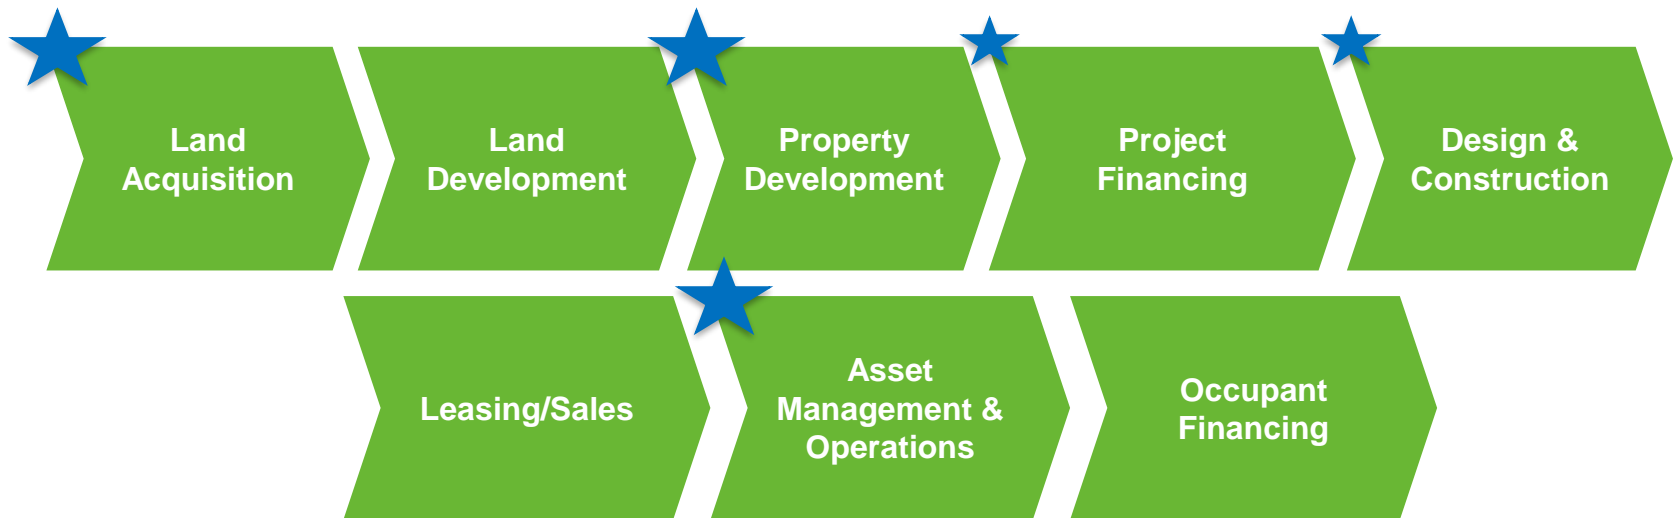 Land
Acquisition
Land
Development
Property
Development
Project
Financing
Design &
Construction
Leasing/Sales
Asset
Management &
Operations
Occupant
Financing